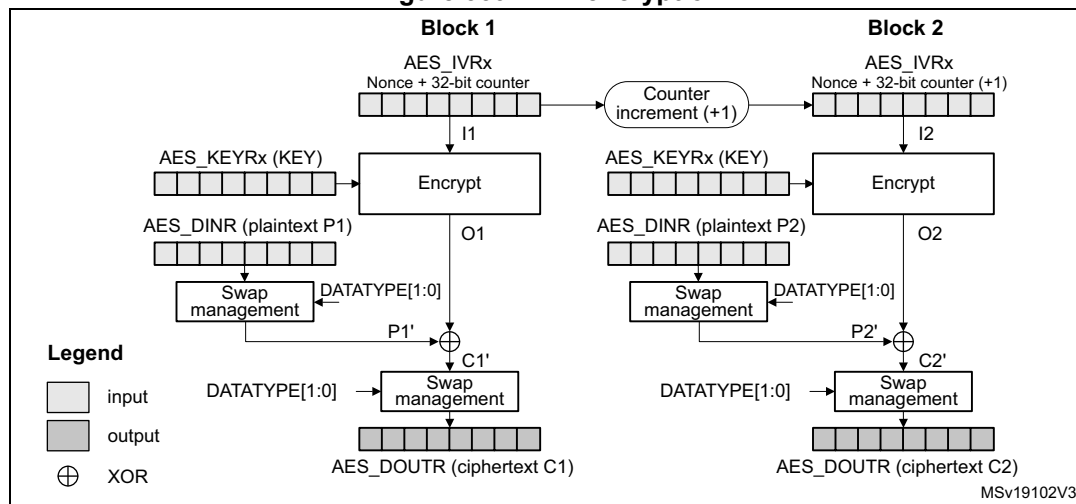 Block 1
Block 2
AES_IVRx
Nonce + 32-bit counter
Counter
increment (+1)
AES_IVRx
Nonce + 32-bit counter (+1)
I1
I2
AES_KEYRx (KEY)
Encrypt
AES_KEYRx (KEY)
Encrypt
AES_DINR (plaintext P1)
O1
AES_DINR (plaintext P2)
O2
Swap
management
DATATYPE[1:0]
Swap
management
DATATYPE[1:0]
P1'
P2'
Legend
C1'
C2'
input
DATATYPE[1:0]
Swap
management
DATATYPE[1:0]
Swap
management
output
AES_DOUTR (ciphertext C1)
AES_DOUTR (ciphertext C2)
XOR
MSv19102V3